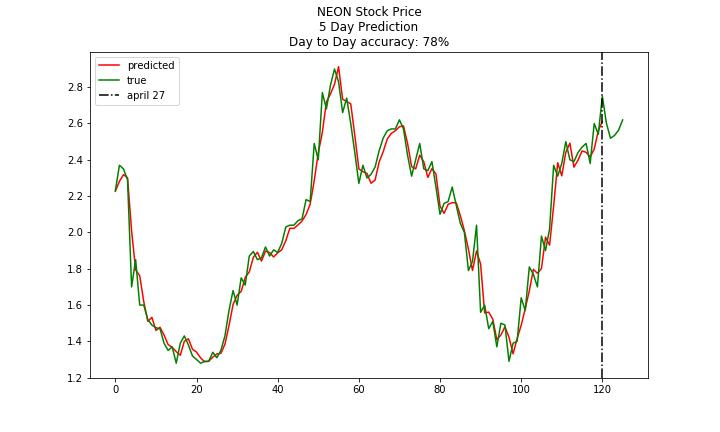 NEON Stock Price
5 Day Prediction
Day to Day accuracy: 78%
predicted
true
april 27
2.8
2.6
2.4
2.2
2.0
1.8
1.6
1.4
1.2
0 20 40 60 80 100 120